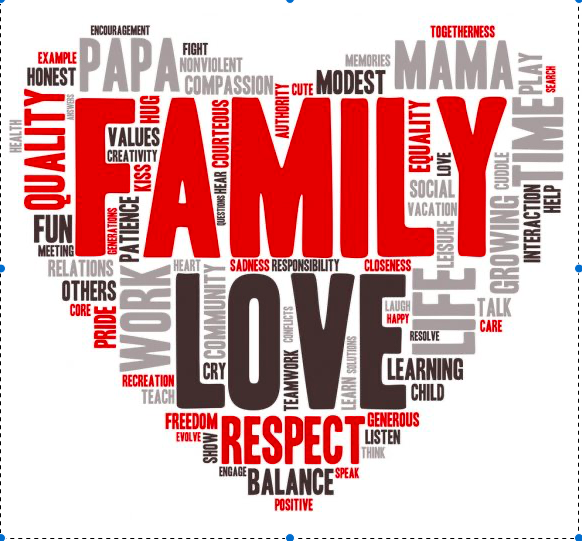 ENCOURAGEMENT
TOGETHERNESS
EXAMPLE
PAPA
FIGHT
NONVIOLENT
MEMORIES
MAMA
PLAY
SEARCH
HONEST
COMPASSION
CUTE
MODEST
HEALTH
QUALITY
ANSWERS
HUG
COURTEOUS
AUTHORITY
FAMILY
EQUALITY
TIME
VALUES
CREATIVITY
KISS
QUESTIONS
HEAR
LOVE
CUDDLE
SOCIAL
VACATION
INTERACTION
HELP
FUN
MEETING
GENERATIONS
PATIENCE
LEISURE
GROWING
RELATIONS
WORK
HEART
SADNESS
RESPONSIBILITY
CLOSENESS
OTHERS
CORE
PRIDE
COMMUNITY
LOVE
CONFLICTS
LAUGH
HAPPY
LIFE
TALK
CARE
RESOLVE
CRY
TEAMWORK
LEARN
SOLUTIONS
LEARNING
RECREATION
TEACH
CHILD
FREEDOM
EVOLVE
SHOW
RESPECT
GENEROUS
LISTEN
THINK
ENGAGE
BALANCE
SPEAK
POSITIVE